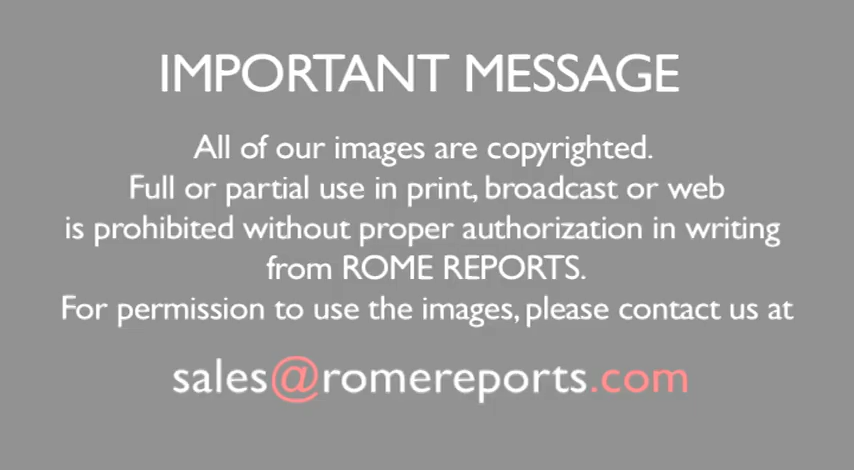 IMPORTANT MESSAGE
All of our images are copyrighted.
Full or partial use in print, broadcast or web
is prohibited without proper authorization in writing
from ROME REPORTS.
For permission to use the images, please contact us at
sales@romereports.com